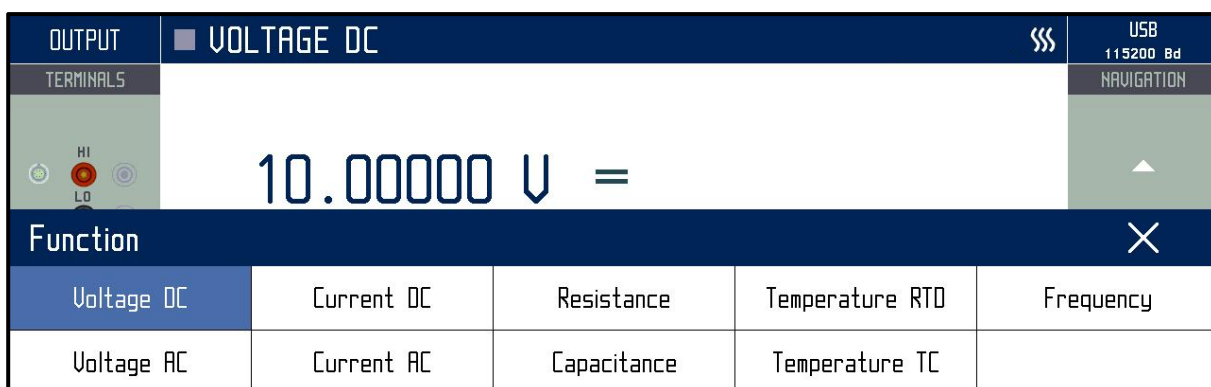 OUTPUT
VOLTAGE DC
USB
115200 Bd
TERMINALS
NAVIGATION
HI
LO
10.00000 V =
Function
Voltage DC
Current DC
Resistance
Temperature RTD
Frequency
Voltage AC
Current AC
Capacitance
Temperature TC